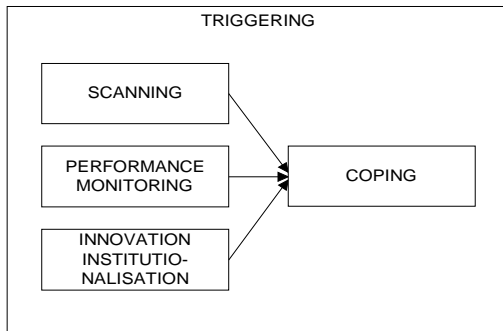 TRIGGERING
SCANNING
PERFORMANCE
MONITORING
COPING
INNOVATION
INSTITUTIO-
NALISATION